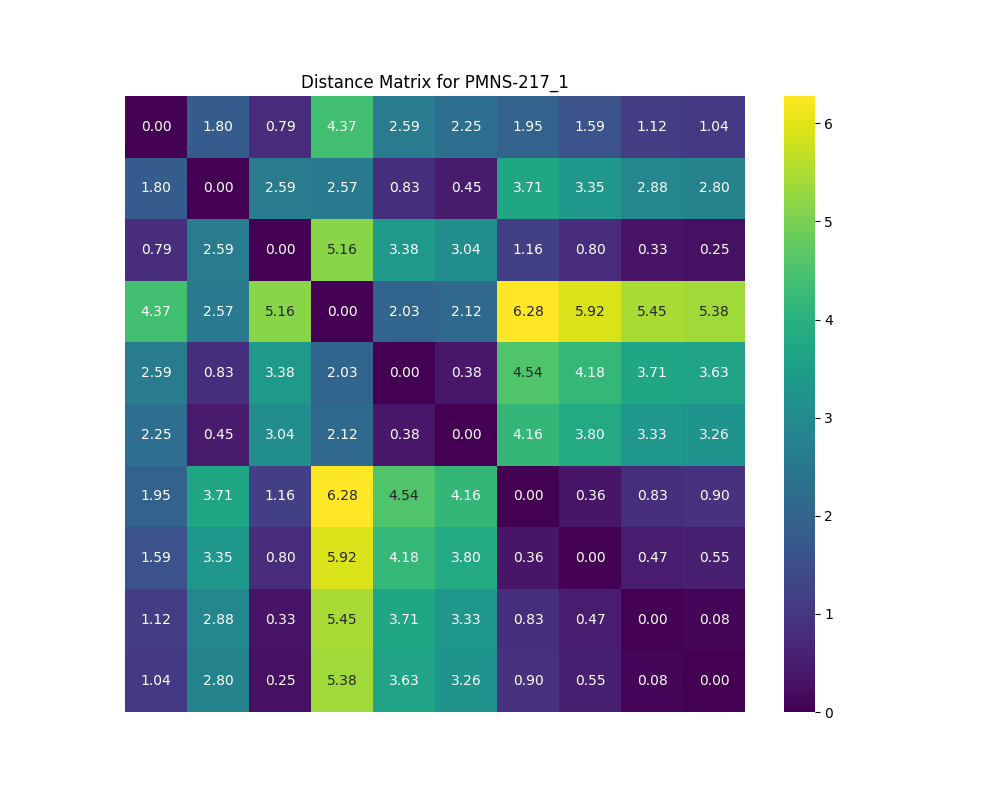 Distance Matrix for PMNS-217_1
0.00 1.80 0.79 4.37 2.59 2.25 1.95 1.59 1.12 1.04
1.80 0.00 2.59 2.57 0.83 0.45 3.71 3.35 2.88 2.80
0.79 2.59 0.00 5.16 3.38 3.04 1.16 0.80 0.33 0.25
4.37 2.57 5.16 0.00 2.03 2.12 6.28 5.92 5.45 5.38
2.59 0.83 3.38 2.03 0.00 0.38 4.54 4.18 3.71 3.63
2.25 0.45 3.04 2.12 0.38 0.00 4.16 3.80 3.33 3.26
1.95 3.71 1.16 6.28 4.54 4.16 0.00 0.36 0.83 0.90
1.59 3.35 0.80 5.92 4.18 3.80 0.36 0.00 0.47 0.55
1.12 2.88 0.33 5.45 3.71 3.33 0.83 0.47 0.00 0.08
1.04 2.80 0.25 5.38 3.63 3.26 0.90 0.55 0.08 0.00
6
5
4
3
2
1
0